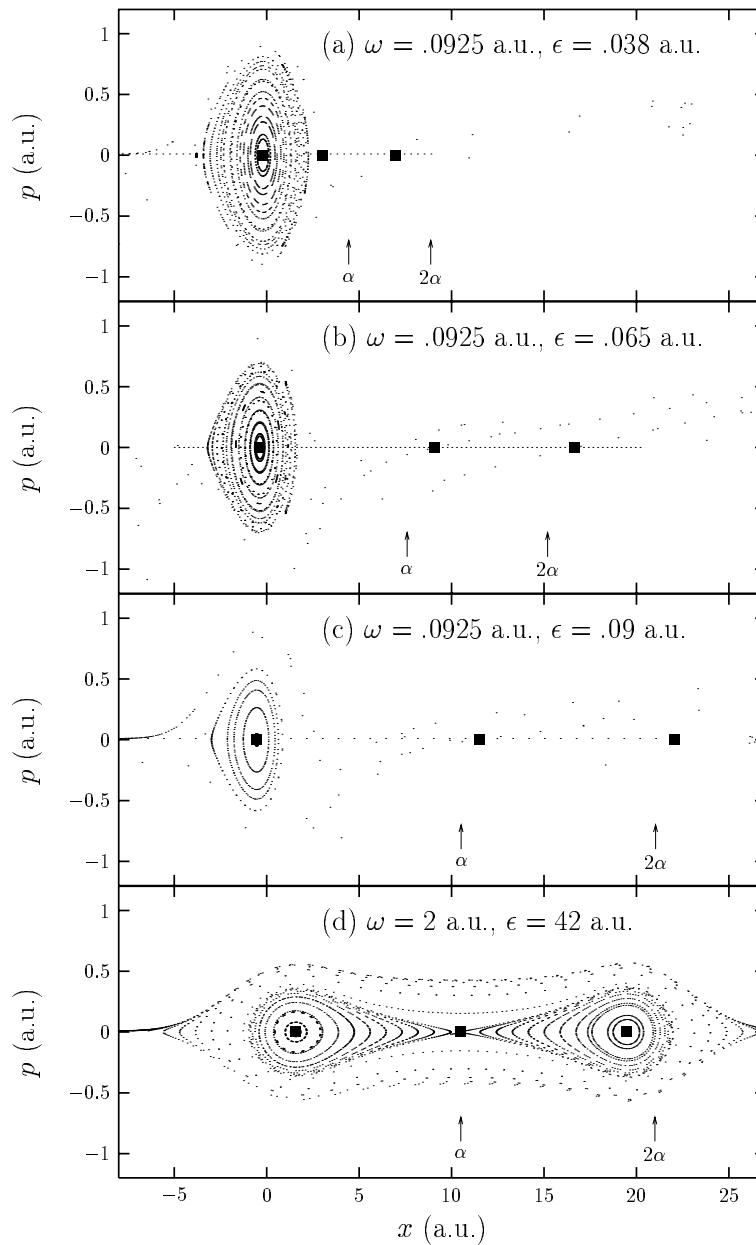 1
(a) ω = .0925 a.u., ϵ = .038 a.u.
0.5
p (a.u.)
0
−0.5
α
2α
−1
1
(b) ω = .0925 a.u., ϵ = .065 a.u.
0.5
p (a.u.)
0
−0.5
α
2α
−1
1
(c) ω = .0925 a.u., ϵ = .09 a.u.
0.5
p (a.u.)
0
−0.5
α
2α
−1
1
(d) ω = 2 a.u., ϵ = 42 a.u.
0.5
p (a.u.)
0
−0.5
α
2α
−1
−5 0 5 10 15 20 25
x (a.u.)